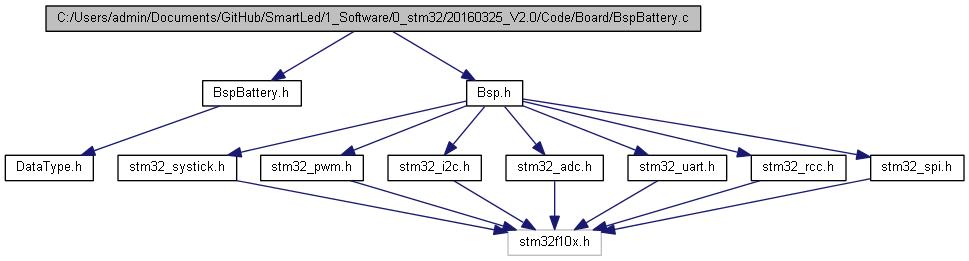 C:/Users/admin/Documents/GitHub/SmartLed/1_Software/0_stm32/20160325_V2.0/Code/Board/BspBattery.c
BspBattery.h
Bsp.h
DataType.h
stm32_systick.h
stm32_pwm.h
stm32_i2c.h
stm32_adc.h
stm32_uart.h
stm32_rcc.h
stm32_spi.h
stm32f10x.h